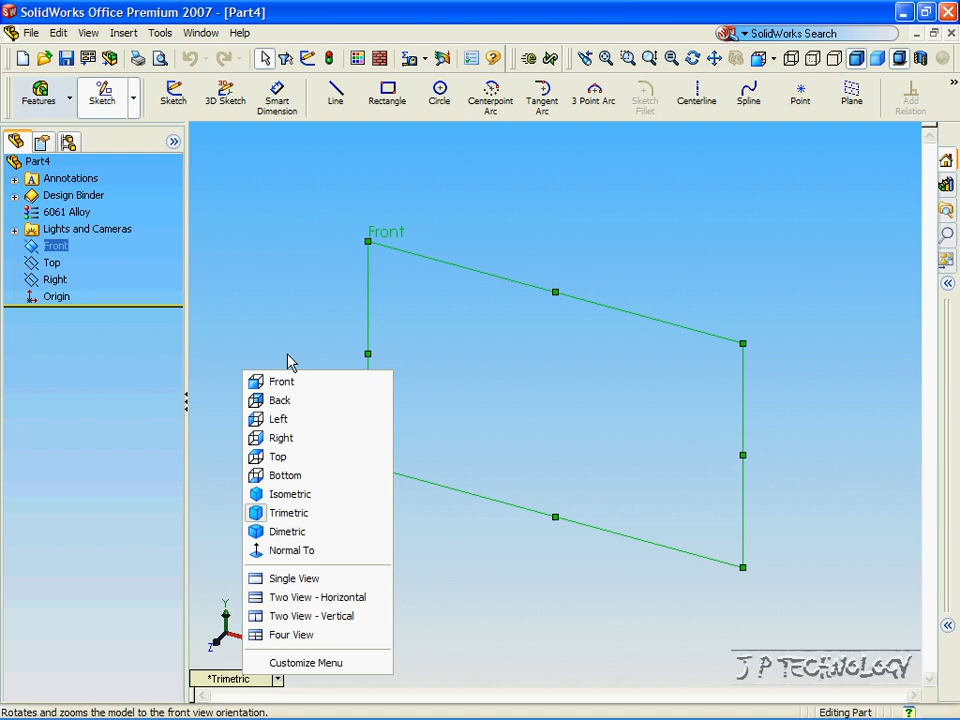 SolidWorks Office Premium 2007 - [Part4]
File Edit View Insert Tools Window Help SolidWorks Search
Features Sketch Sketch 3D Sketch Smart Dimension Line Rectangle Circle Centerpoint Arc Tangent Arc 3 Point Arc Sketch Fillet Centerline Spline Point Plane Add Relation
Part4
Annotations
Design Binder
6061 Alloy
Lights and Cameras
Front
Top
Right
Origin
Front
Front
Back
Left
Right
Top
Bottom
Isometric
Trimetric
Dimetric
Normal To
Single View
Two View - Horizontal
Two View - Vertical
Four View
Customize Menu
Y
Z
*Trimetric
J P TECHNOLOGY
Rotates and zooms the model to the front view orientation. Editing Part